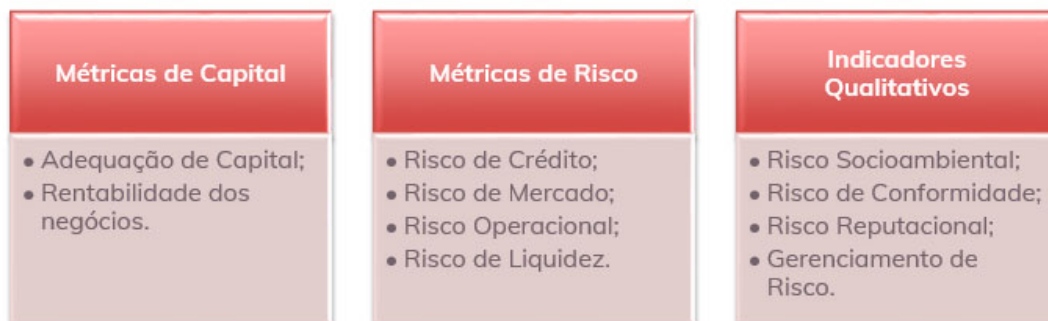 Métricas de Capital
• Adequação de Capital;
• Rentabilidade dos
negócios.
Métricas de Risco
• Risco de Crédito;
• Risco de Mercado;
• Risco Operacional;
• Risco de Liquidez.
Indicadores
Qualitativos
• Risco Socioambiental;
• Risco de Conformidade;
• Risco Reputacional;
• Gerenciamento de
Risco.